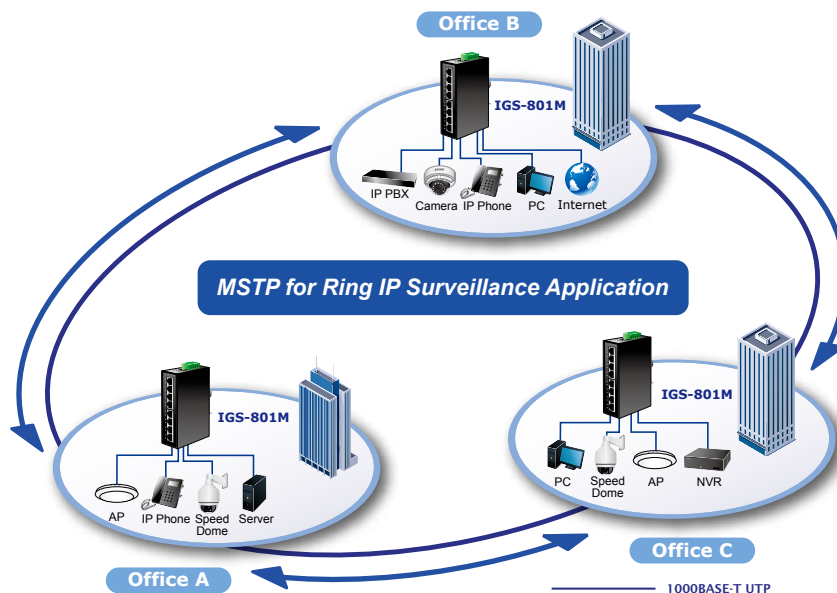 Office B
IGS-801M
IP PBX
Camera
IP Phone
PC
Internet
MSTP for Ring IP Surveillance Application
IGS-801M
AP
IP Phone
Speed
Dome
Server
Office A
IGS-801M
PC
Speed
Dome
AP
NVR
Office C
1000BASE-T UTP